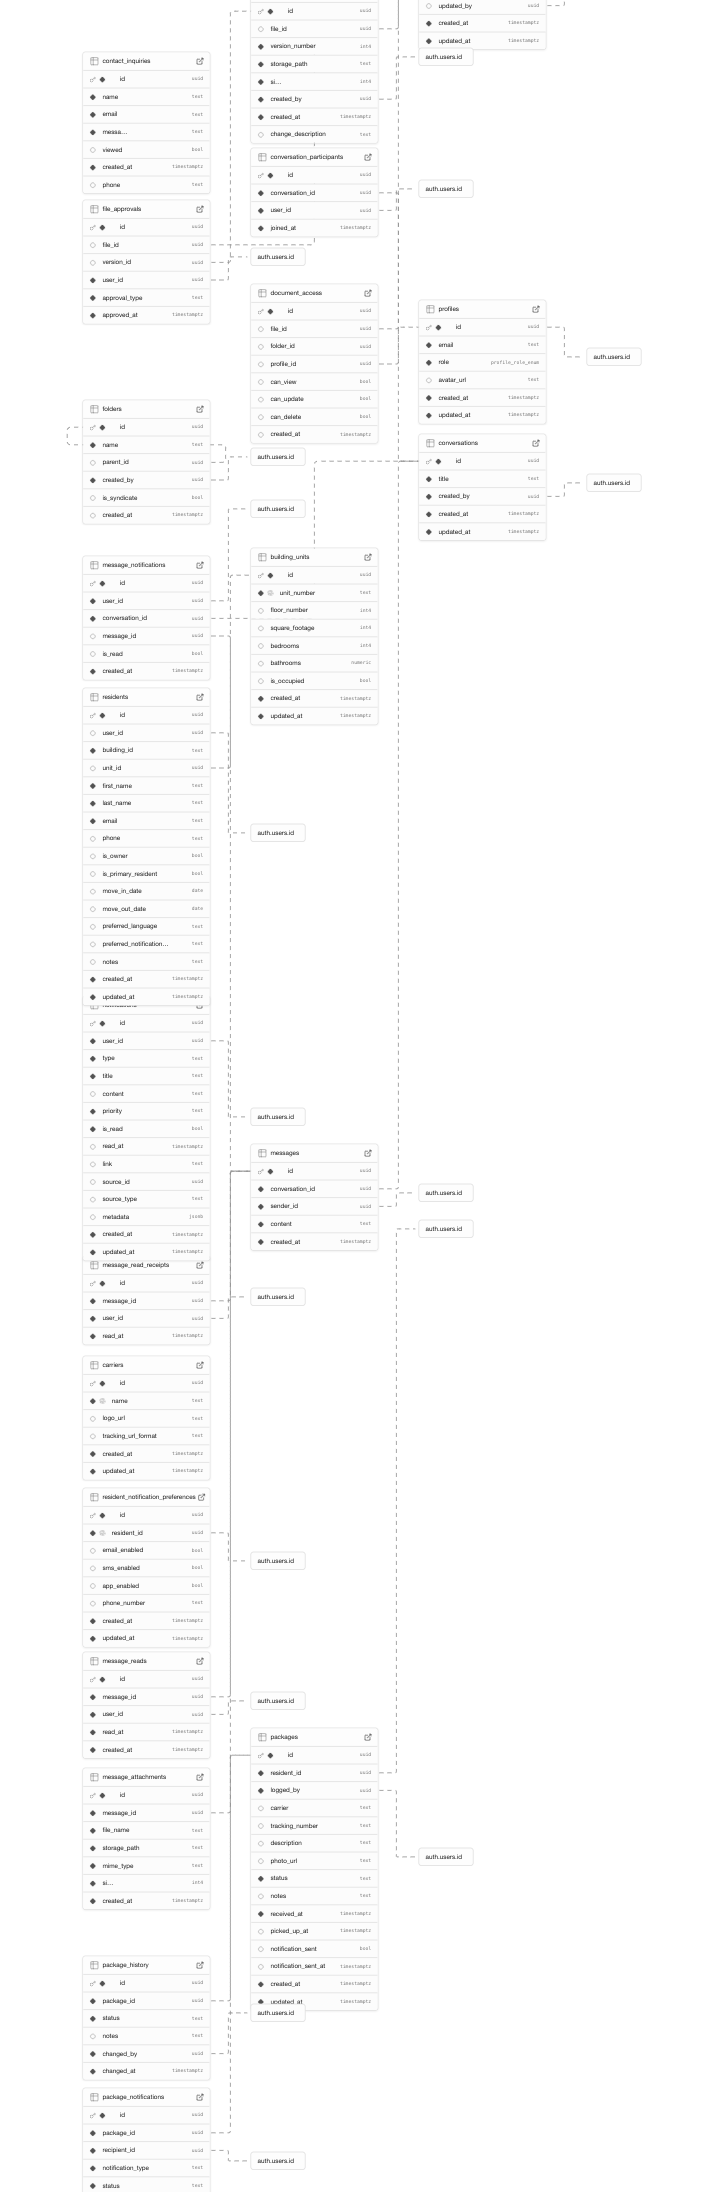 id uuid
file_id uuid
version_number int4
storage_path text
si... int4
created_by uuid
created_at timestamptz
change_description text
updated_by uuid
created_at timestamptz
updated_at timestamptz
auth.users.id
contact_inquiries
id uuid
name text
email text
messa... text
viewed bool
created_at timestamptz
phone text
conversation_participants
id uuid
conversation_id uuid
user_id uuid
joined_at timestamptz
auth.users.id
file_approvals
id uuid
file_id uuid
version_id uuid
user_id uuid
approval_type text
approved_at timestamptz
auth.users.id
document_access
id uuid
file_id uuid
folder_id uuid
profile_id uuid
can_view bool
can_update bool
can_delete bool
created_at timestamptz
profiles
id uuid
email text
role profile_role_enum
avatar_url text
created_at timestamptz
updated_at timestamptz
auth.users.id
folders
id uuid
name text
parent_id uuid
created_by uuid
is_syndicate bool
created_at timestamptz
auth.users.id
conversations
id uuid
title text
created_by uuid
created_at timestamptz
updated_at timestamptz
auth.users.id
auth.users.id
message_notifications
id uuid
user_id uuid
conversation_id uuid
message_id uuid
is_read bool
created_at timestamptz
building_units
id uuid
unit_number text
floor_number int4
square_footage int4
bedrooms int4
bathrooms numeric
is_occupied bool
created_at timestamptz
updated_at timestamptz
residents
id uuid
user_id uuid
building_id text
unit_id uuid
first_name text
last_name text
email text
phone text
is_owner bool
is_primary_resident bool
move_in_date date
move_out_date date
preferred_language text
preferred_notification... text
notes text
created_at timestamptz
updated_at timestamptz
auth.users.id
id uuid
user_id uuid
type text
title text
content text
priority text
is_read bool
read_at timestamptz
link text
source_id uuid
source_type text
metadata jsonb
created_at timestamptz
updated_at timestamptz
auth.users.id
messages
id uuid
conversation_id uuid
sender_id uuid
content text
created_at timestamptz
auth.users.id
auth.users.id
message_read_receipts
id uuid
message_id uuid
user_id uuid
read_at timestamptz
auth.users.id
carriers
id uuid
name text
logo_url text
tracking_url_format text
created_at timestamptz
updated_at timestamptz
resident_notification_preferences
id uuid
resident_id uuid
email_enabled bool
sms_enabled bool
app_enabled bool
phone_number text
created_at timestamptz
updated_at timestamptz
auth.users.id
message_reads
id uuid
message_id uuid
user_id uuid
read_at timestamptz
created_at timestamptz
auth.users.id
packages
id uuid
resident_id uuid
logged_by uuid
carrier text
tracking_number text
description text
photo_url text
status text
notes text
received_at timestamptz
picked_up_at timestamptz
notification_sent bool
notification_sent_at timestamptz
created_at timestamptz
updated_at timestamptz
auth.users.id
message_attachments
id uuid
message_id uuid
file_name text
storage_path text
mime_type text
si... int4
created_at timestamptz
package_history
id uuid
package_id uuid
status text
notes text
changed_by uuid
changed_at timestamptz
auth.users.id
package_notifications
id uuid
package_id uuid
recipient_id uuid
notification_type text
status text
auth.users.id